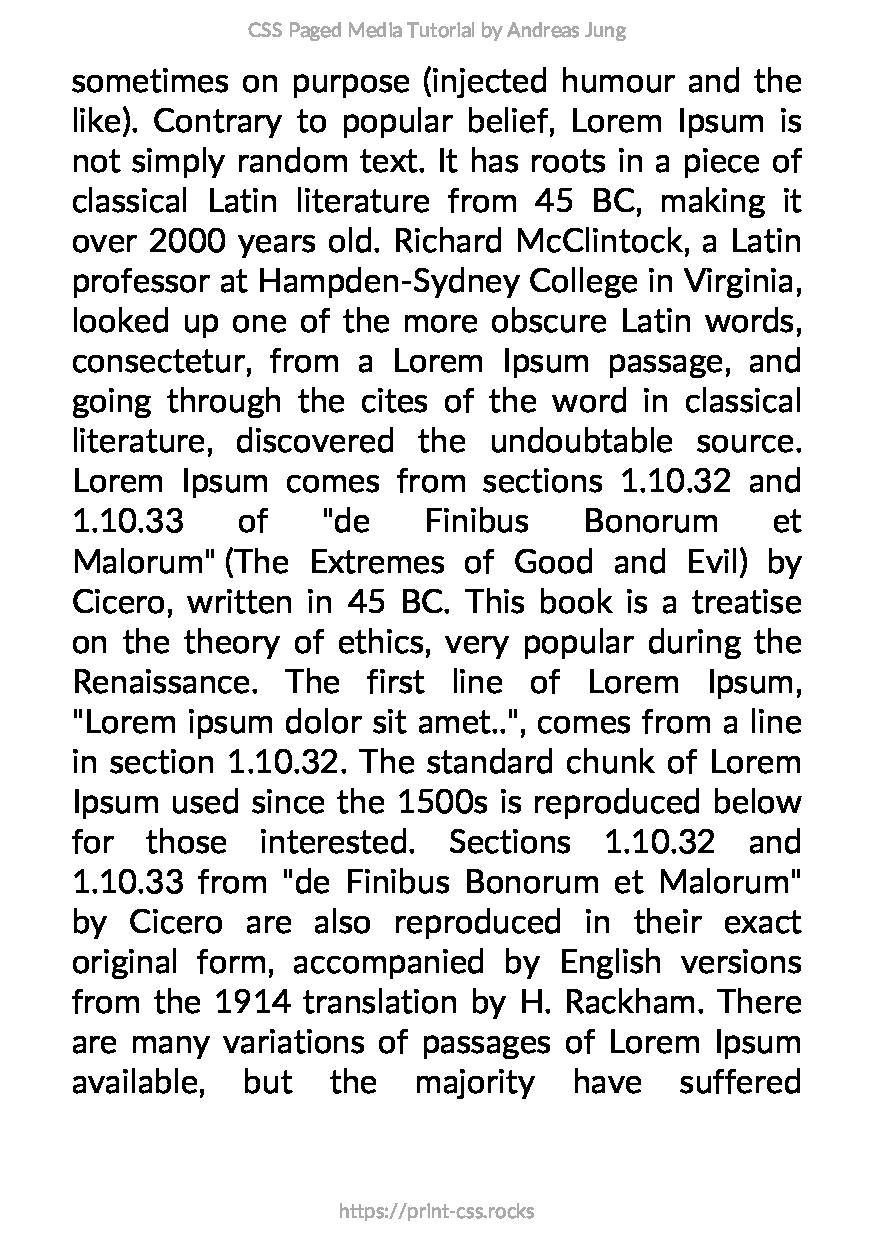 CSS Paged Media Tutorial by Andreas Jung
sometimes on purpose (injected humour and the
like). Contrary to popular belief, Lorem Ipsum is
not simply random text. It has roots in a piece of
classical Latin literature from 45 BC, making it
over 2000 years old. Richard McClintock, a Latin
professor at Hampden-Sydney College in Virginia,
looked up one of the more obscure Latin words,
consectetur, from a Lorem Ipsum passage, and
going through the cites of the word in classical
literature, discovered the undoubtable source.
Lorem Ipsum comes from sections 1.10.32 and
1.10.33 of "de Finibus Bonorum et
Malorum" (The Extremes of Good and Evil) by
Cicero, written in 45 BC. This book is a treatise
on the theory of ethics, very popular during the
Renaissance. The first line of Lorem Ipsum,
"Lorem ipsum dolor sit amet..", comes from a line
in section 1.10.32. The standard chunk of Lorem
Ipsum used since the 1500s is reproduced below
for those interested. Sections 1.10.32 and
1.10.33 from "de Finibus Bonorum et Malorum"
by Cicero are also reproduced in their exact
original form, accompanied by English versions
from the 1914 translation by H. Rackham. There
are many variations of passages of Lorem Ipsum
available, but the majority have suffered
https://print-css.rocks